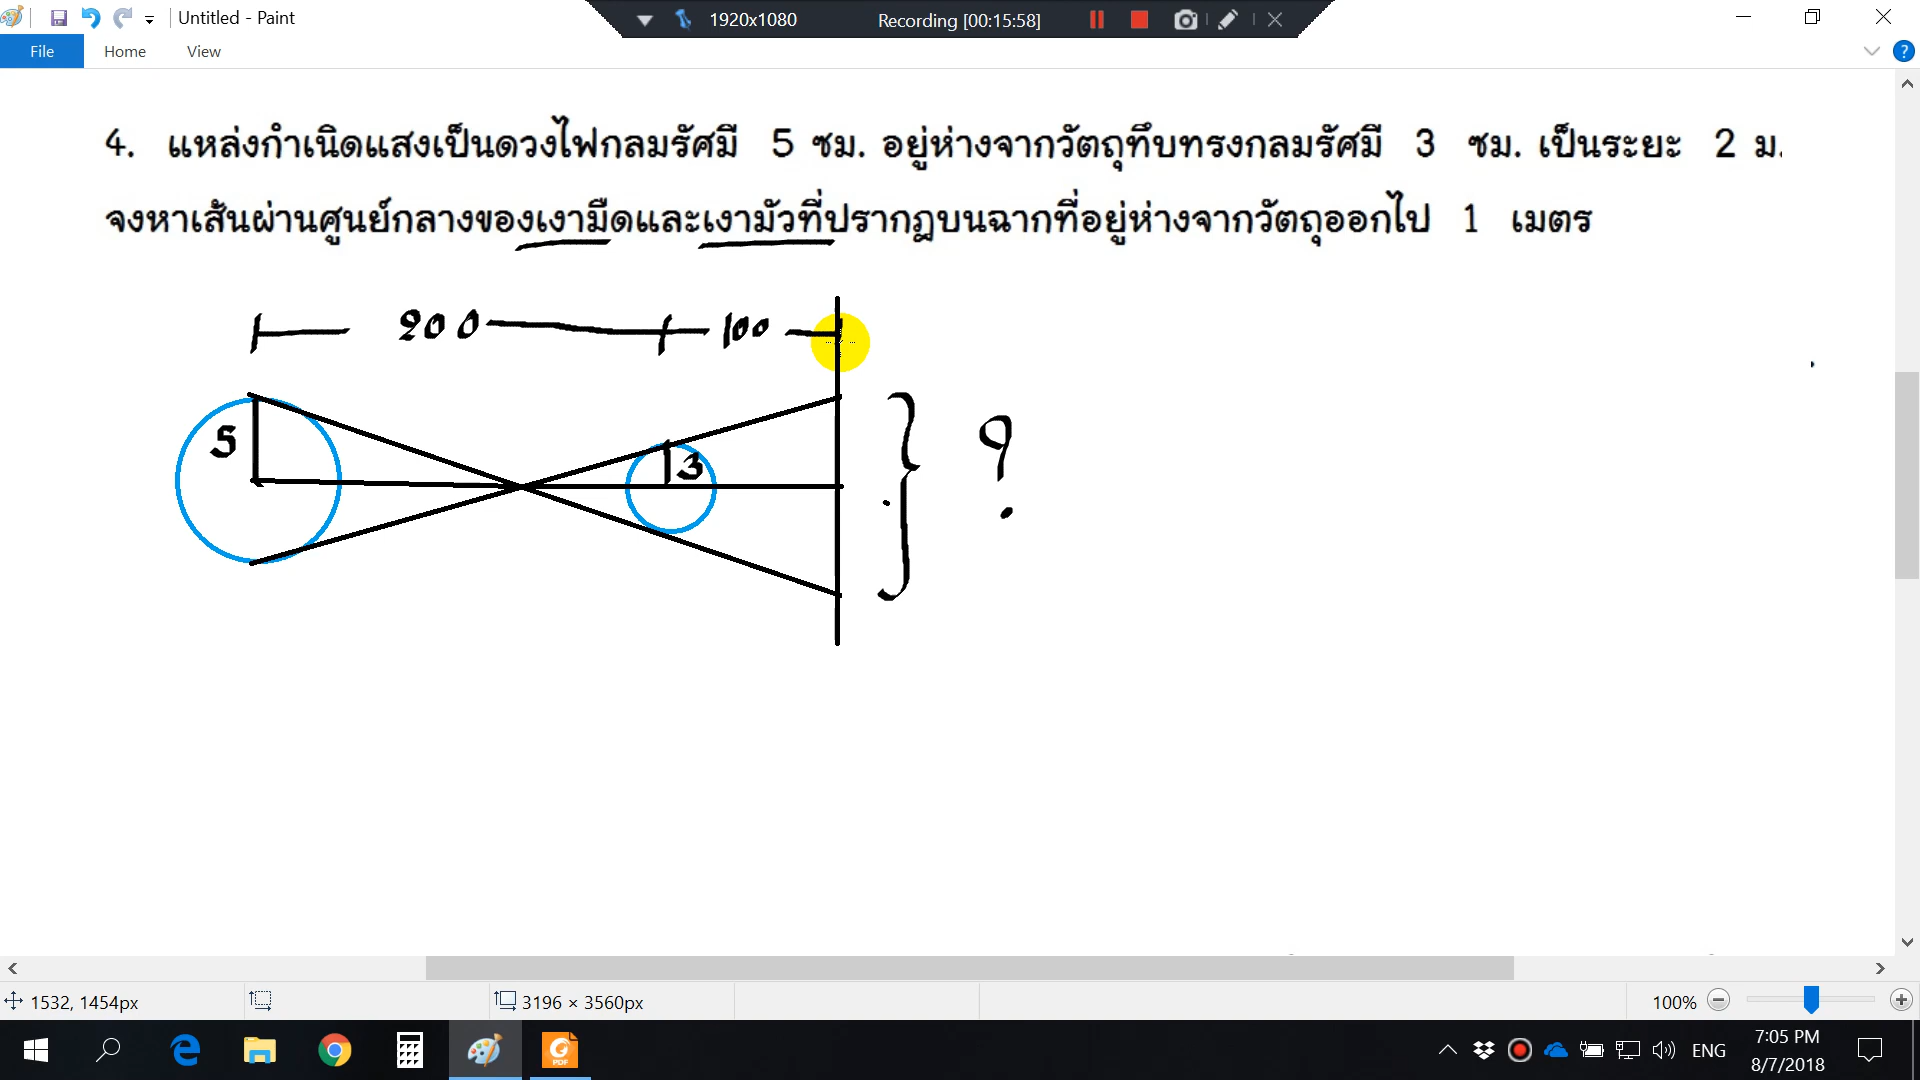 Untitled - Paint
1920x1080 Recording [00:15:58]
File Home View
4. แหล่งกำเนิดแสงเป็นดวงไฟกลมรัศมี 5 ซม. อยู่ห่างจากวัตถุทึบทรงกลมรัศมี 3 ซม. เป็นระยะ 2 ม.
จงหาเส้นผ่านศูนย์กลางของเงามืดและเงามัวที่ปรากฎบนฉากที่อยู่ห่างจากวัตถุออกไป 1 เมตร
200 100
5 3 ?
1532, 1454px 3196 × 3560px 100%
ENG 7:05 PM
8/7/2018